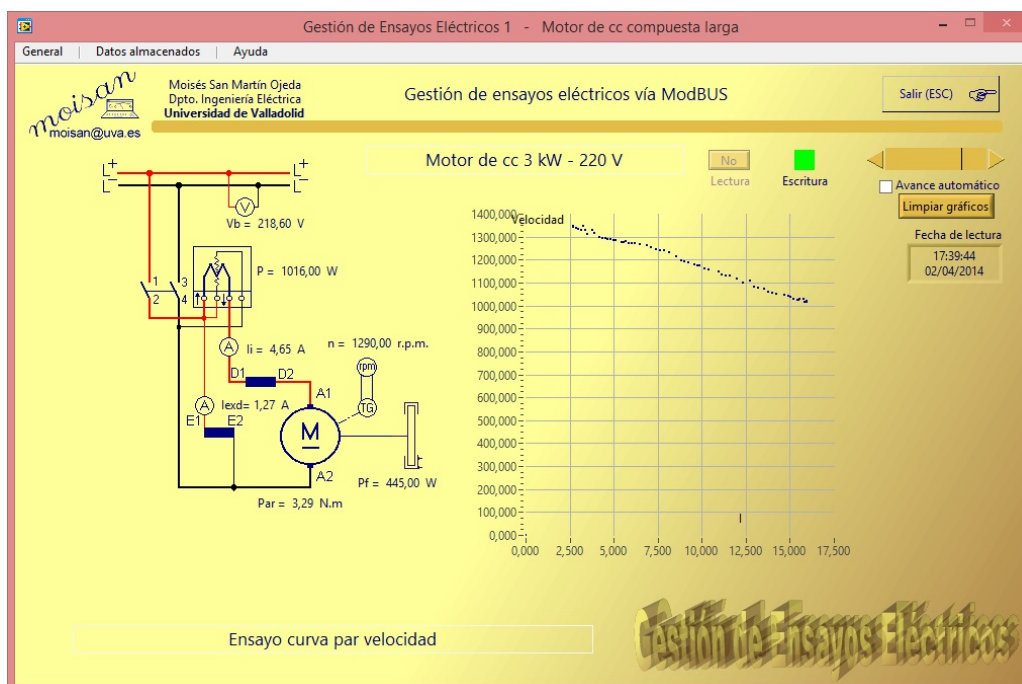 Gestión de Ensayos Eléctricos 1 - Motor de cc compuesta larga
General | Datos almacenados | Ayuda
moisan
moisan@uva.es
Moisés San Martín Ojeda
Dpto. Ingeniería Eléctrica
Universidad de Valladolid
Gestión de ensayos eléctricos vía ModBUS
Salir (ESC)
Motor de cc 3 kW - 220 V
No
Lectura
Escritura
Avance automático
Limpiar gráficos
Fecha de lectura
17:39:44
02/04/2014
L+
L-
L+
L-
V
Vb = 218,60 V
P = 1016,00 W
1
2
3
4
A
Ii = 4,65 A
n = 1290,00 r.p.m.
rpm
D1
D2
A
Iexd= 1,27 A
A1
TG
E1
E2
M
A2
Pf = 445,00 W
Par = 3,29 N.m
Velocidad
1400,000
1300,000
1200,000
1100,000
1000,000
900,000
800,000
700,000
600,000
500,000
400,000
300,000
200,000
100,000
0,000
0,000 2,500 5,000 7,500 10,000 12,500 15,000 17,500
Ensayo curva par velocidad
Gestión de Ensayos Eléctricos